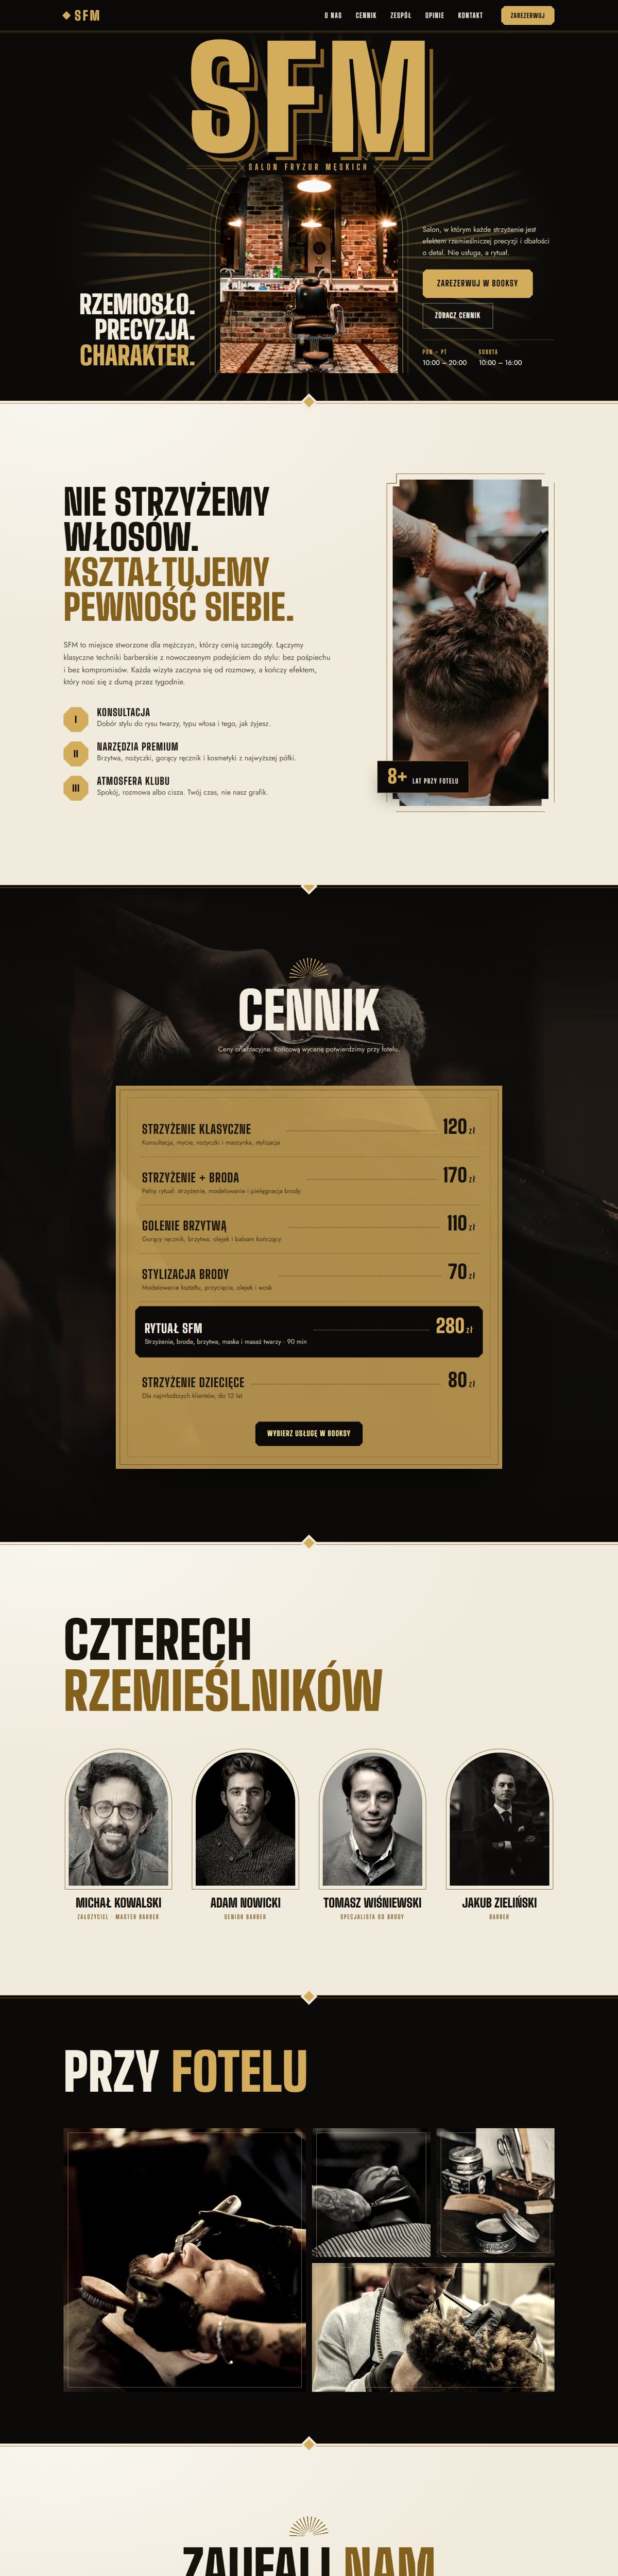 SFM
O NAS
CENNIK
ZESPÓŁ
OPINIE
KONTAKT
ZAREZERWUJ
SFM
SALON FRYZUR MĘSKICH
RZEMIOSŁO.
PRECYZJA.
CHARAKTER.
Salon, w którym każde strzyżenie jest
efektem rzemieślniczej precyzji i dbałości
o detal. Nie usługa, a rytuał.
ZAREZERWUJ W BOOKSY
ZOBACZ CENNIK
PON — PT
10:00 — 20:00
SOBOTA
10:00 — 16:00
NIE STRZYŻEMY
WŁOSÓW.
KSZTAŁTUJEMY
PEWNOŚĆ SIEBIE.
SFM to miejsce stworzone dla mężczyzn, którzy cenią szczegóły. Łączymy
klasyczne techniki barberskie z nowoczesnym podejściem do stylu: bez pośpiechu
i bez kompromisów. Każda wizyta zaczyna się od rozmowy, a kończy efektem,
który nosi się z dumą przez tygodnie.
I
KONSULTACJA
Dobór stylu do rysu twarzy, typu włosa i tego, jak żyjesz.
II
NARZĘDZIA PREMIUM
Brzytwa, nożyczki, gorący ręcznik i kosmetyki z najwyższej półki.
III
ATMOSFERA KLUBU
Spokój, rozmowa albo cisza. Twój czas, nie nasz grafik.
8+ LAT PRZY FOTELU
CENNIK
Ceny orientacyjne. Końcową wycenę potwierdzimy przy fotelu.
STRZYŻENIE KLASYCZNE 120 zł
Konsultacja, mycie, nożyczki i maszynka, stylizacja
STRZYŻENIE + BRODA 170 zł
Pełny rytuał: strzyżenie, modelowanie i pielęgnacja brody
GOLENIE BRZYTWĄ 110 zł
Gorący ręcznik, brzytwa, olejek i balsam kończący
STYLIZACJA BRODY 70 zł
Modelowanie kształtu, przycięcie, olejek i wosk
RYTUAŁ SFM 280 zł
Strzyżenie, broda, brzytwa, maska i masaż twarzy · 90 min
STRZYŻENIE DZIECIĘCE 80 zł
Dla najmłodszych klientów, do 12 lat
WYBIERZ USŁUGĘ W BOOKSY
CZTERECH
RZEMIEŚLNIKÓW
MICHAŁ KOWALSKI
ZAŁOŻYCIEL · MASTER BARBER
ADAM NOWICKI
SENIOR BARBER
TOMASZ WIŚNIEWSKI
SPECJALISTA OD BRODY
JAKUB ZIELIŃSKI
BARBER
PRZY FOTELU
ZAUFALI NAM